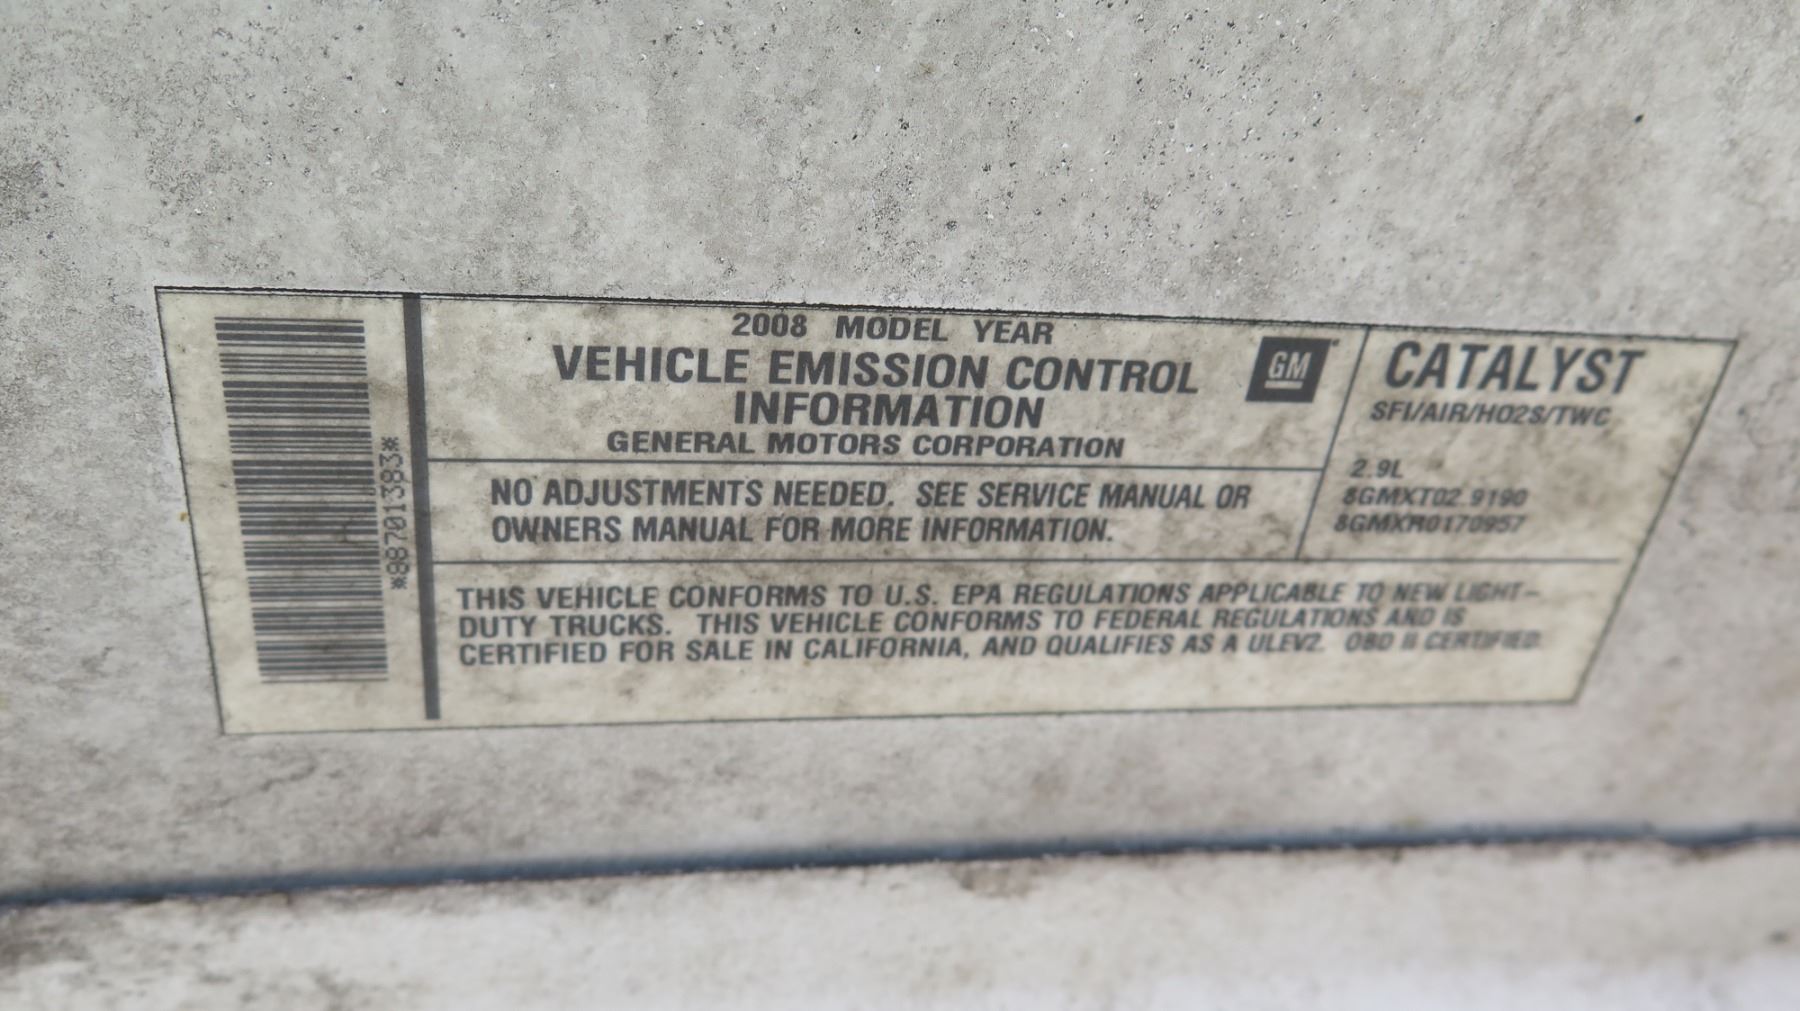 *88701383*
2008 MODEL YEAR
VEHICLE EMISSION CONTROL
INFORMATION
GENERAL MOTORS CORPORATION
GM
NO ADJUSTMENTS NEEDED. SEE SERVICE MANUAL OR
OWNERS MANUAL FOR MORE INFORMATION.
CATALYST
SFI/AIR/HO2S/TWC
2.9L
8GMXT02.9190
8GMXR0170957
THIS VEHICLE CONFORMS TO U.S. EPA REGULATIONS APPLICABLE TO NEW LIGHT-
DUTY TRUCKS. THIS VEHICLE CONFORMS TO FEDERAL REGULATIONS AND IS
CERTIFIED FOR SALE IN CALIFORNIA, AND QUALIFIES AS A ULEV2. OBD II CERTIFIED.